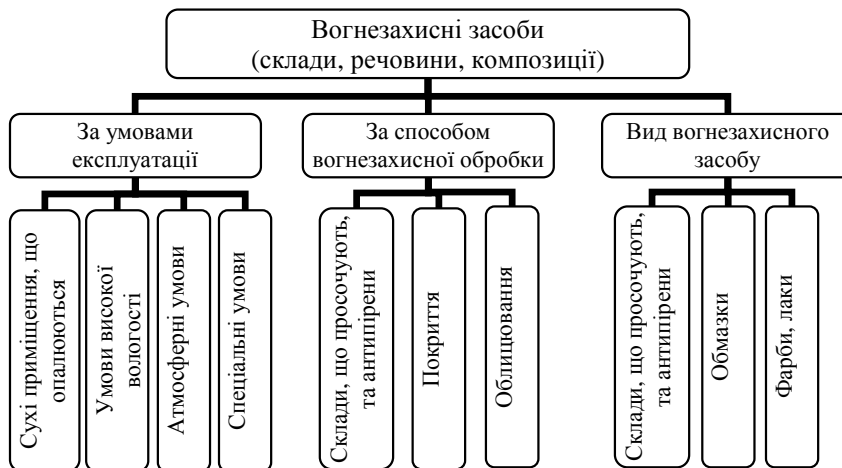 Вогнезахисні засоби
(склади, речовини, композиції)
За умовами
експлуатації
За способом
вогнезахисної обробки
Вид вогнезахисного
засобу
Сухі приміщення, що
опалюються
Умови високої
вологості
Атмосферні умови
Спеціальні умови
Склади, що просочують,
та антипірени
Покриття
Облицювання
Склади, що просочують,
та антипірени
Обмазки
Фарби, лаки